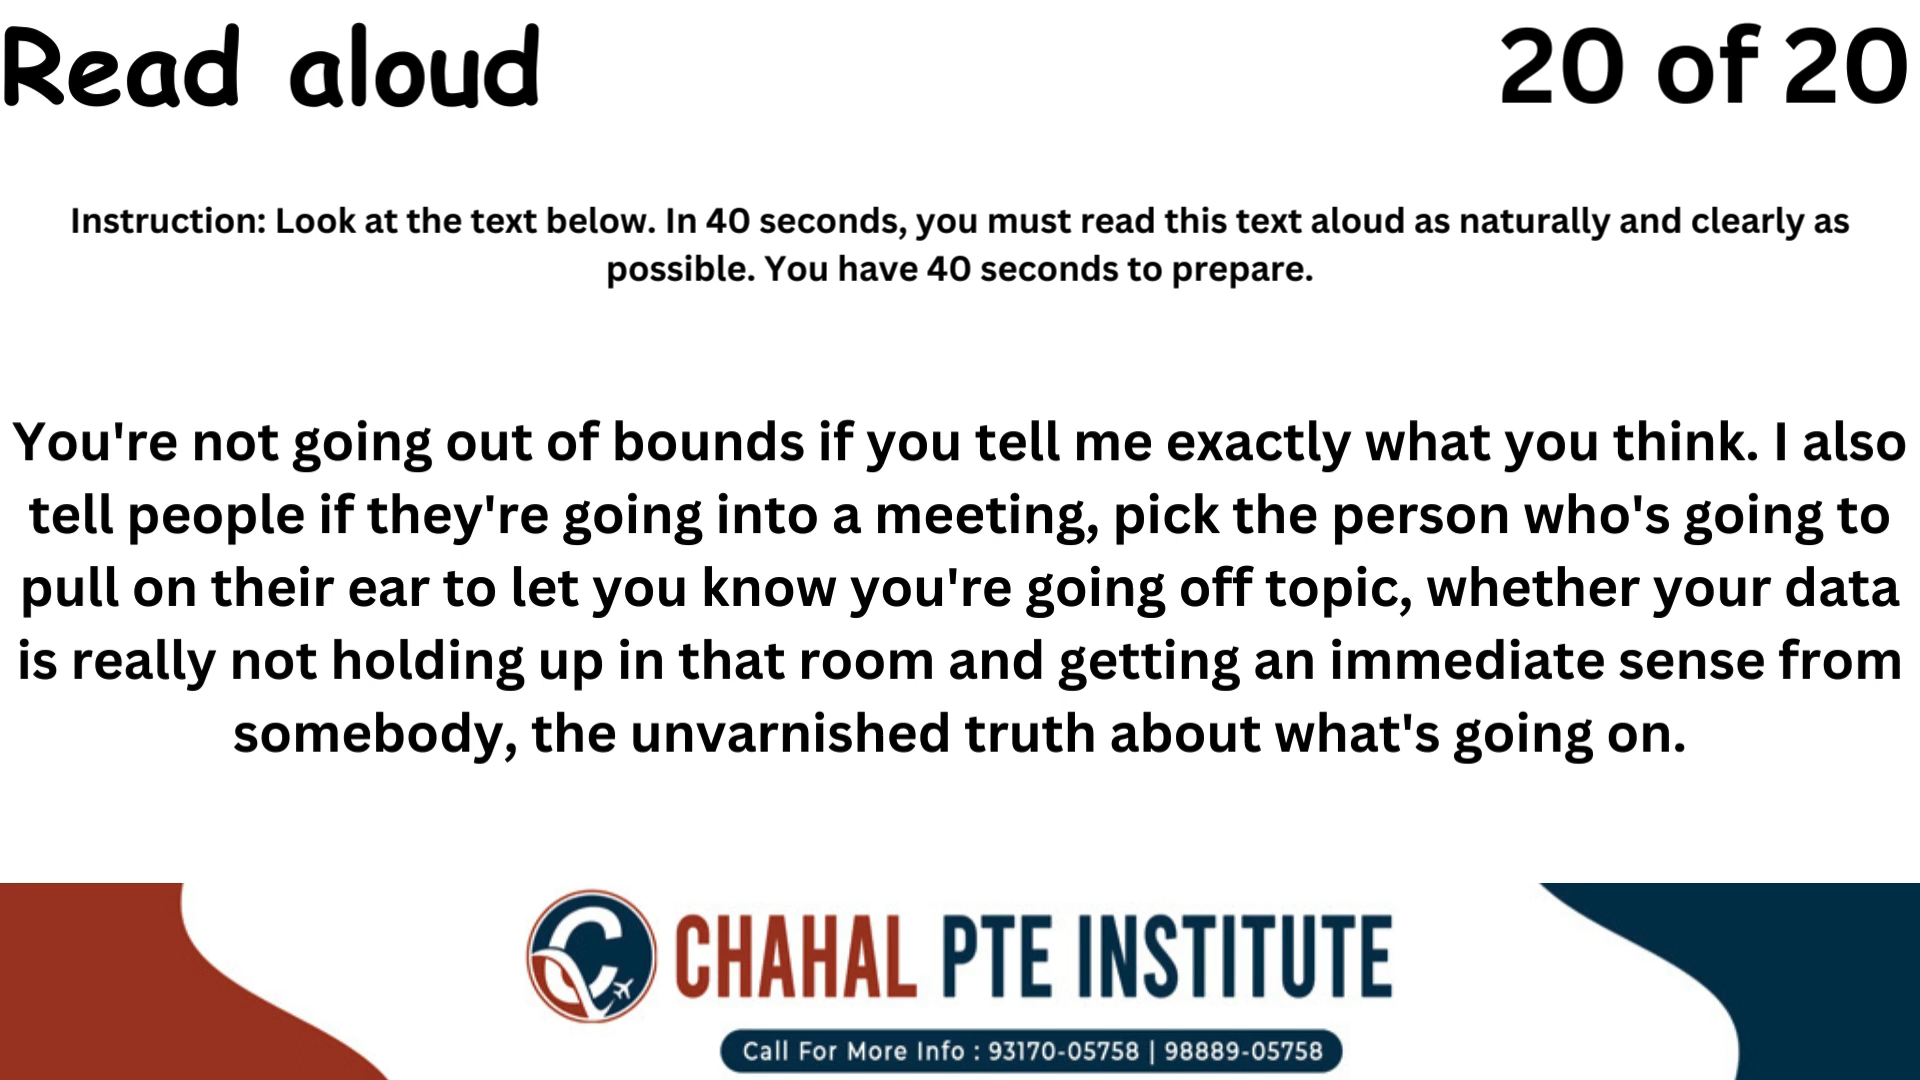 Read aloud
20 of 20
Instruction: Look at the text below. In 40 seconds, you must read this text aloud as naturally and clearly as
possible. You have 40 seconds to prepare.
You're not going out of bounds if you tell me exactly what you think. I also
tell people if they're going into a meeting, pick the person who's going to
pull on their ear to let you know you're going off topic, whether your data
is really not holding up in that room and getting an immediate sense from
somebody, the unvarnished truth about what's going on.
CHAHAL PTE INSTITUTE
Call For More Info : 93170-05758 | 98889-05758